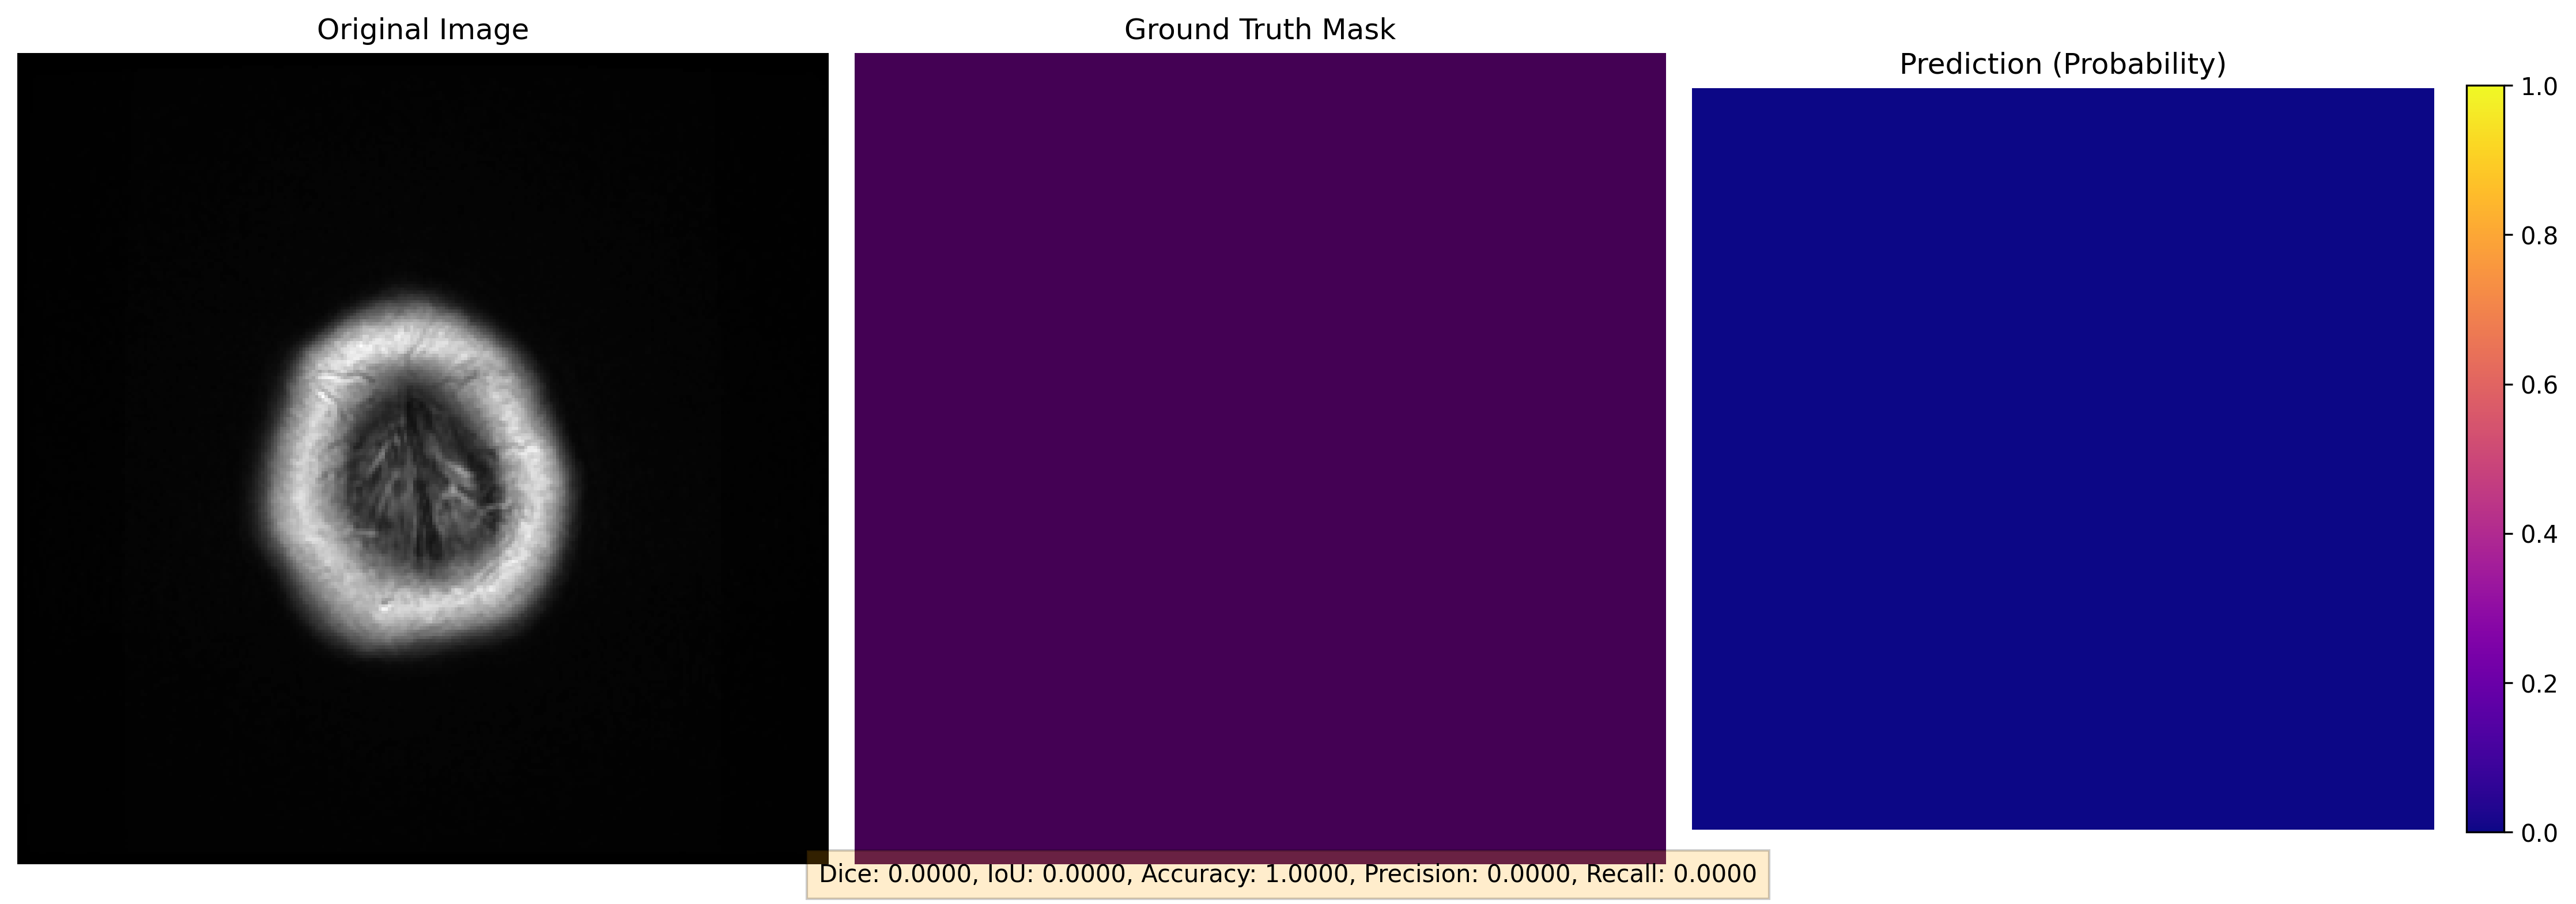 Original Image
Ground Truth Mask
Prediction (Probability)
1.0
0.8
0.6
0.4
0.2
0.0
Dice: 0.0000, IoU: 0.0000, Accuracy: 1.0000, Precision: 0.0000, Recall: 0.0000